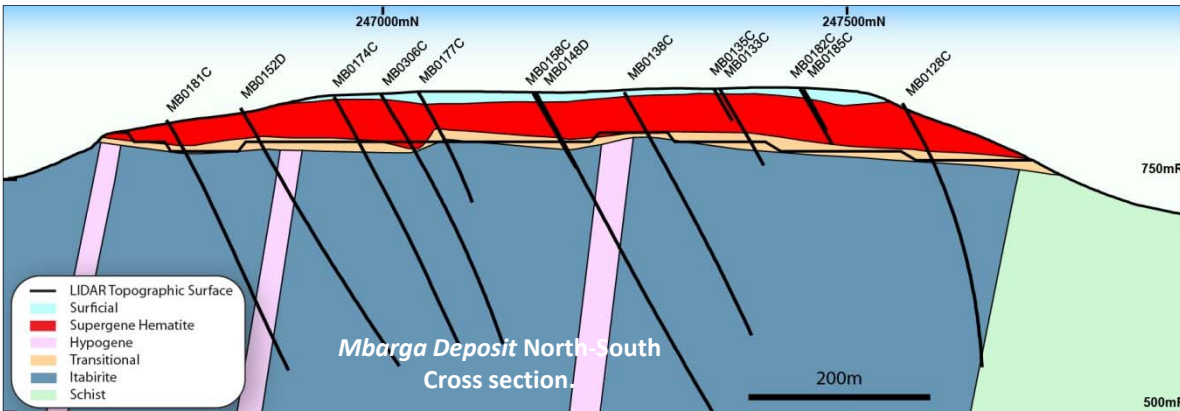 247000mN
247500mN
MB0181C
MB0152D
MB0174C
MB0306C
MB0177C
MB0158C
MB0148D
MB0138C
MB0135C
MB0133C
MB0182C
MB0185C
MB0128C
750mR
LIDAR Topographic Surface
Surficial
Supergene Hematite
Hypogene
Transitional
Itabirite
Schist
Mbarga Deposit North-South
Cross section.
200m
500mR